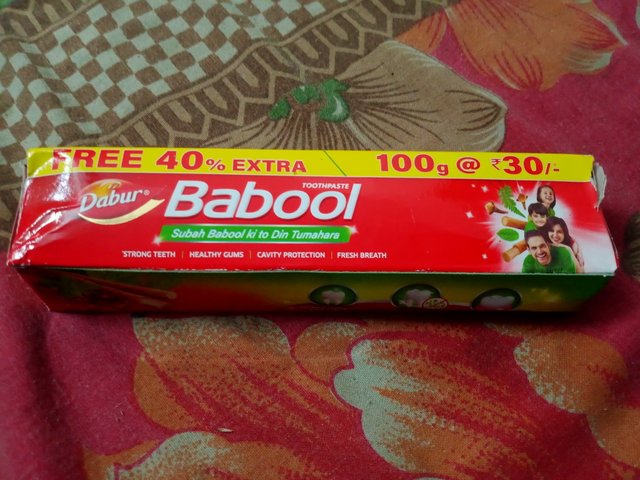 FREE 40% EXTRA
100g @ ₹30/-
Dabur®
TOOTHPASTE
Babool
Subah Babool ki to Din Tumahara
*STRONG TEETH | HEALTHY GUMS | CAVITY PROTECTION | FRESH BREATH